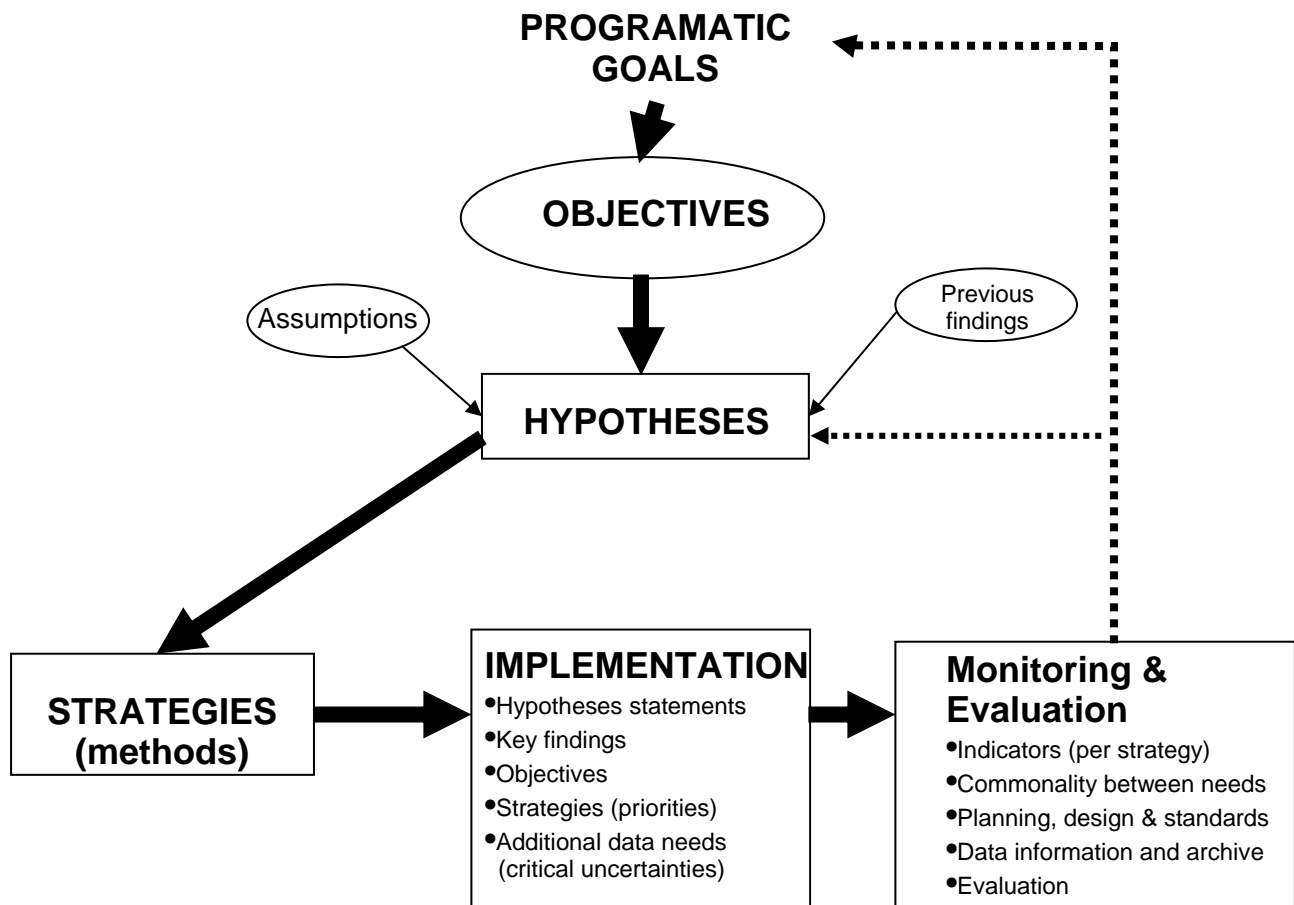 PROGRAMATIC
GOALS
OBJECTIVES
Assumptions
Previous
findings
HYPOTHESES
STRATEGIES
(methods)
IMPLEMENTATION
•Hypotheses statements
•Key findings
•Objectives
•Strategies (priorities)
•Additional data needs
(critical uncertainties)
Monitoring &
Evaluation
•Indicators (per strategy)
•Commonality between needs
•Planning, design & standards
•Data information and archive
•Evaluation